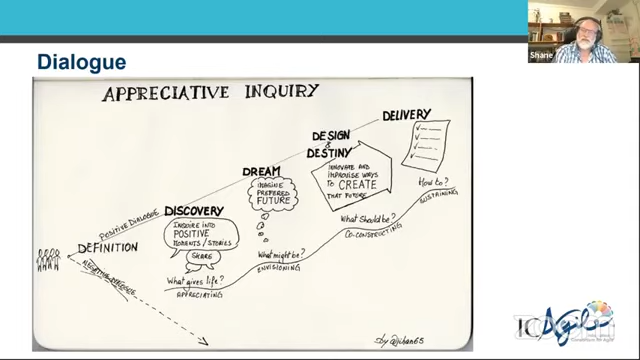 Dialogue
Shane
APPRECIATIVE INQUIRY
DELIVERY
DESIGN
&
DESTINY
INNOVATE AND
IMPROVISE WAYS
TO CREATE
THAT FUTURE
How to?
SUSTAINING
DREAM
IMAGINE
PREFERRED
FUTURE
What should be?
CO-CONSTRUCTING
POSITIVE DIALOGUE
DISCOVERY
INQUIRE INTO
POSITIVE
MOMENTS/STORIES
SHARE
What might be?
ENVISIONING
DEFINITION
NEGATIVE DIALOGUE
What gives life?
APPRECIATING
ICAgile